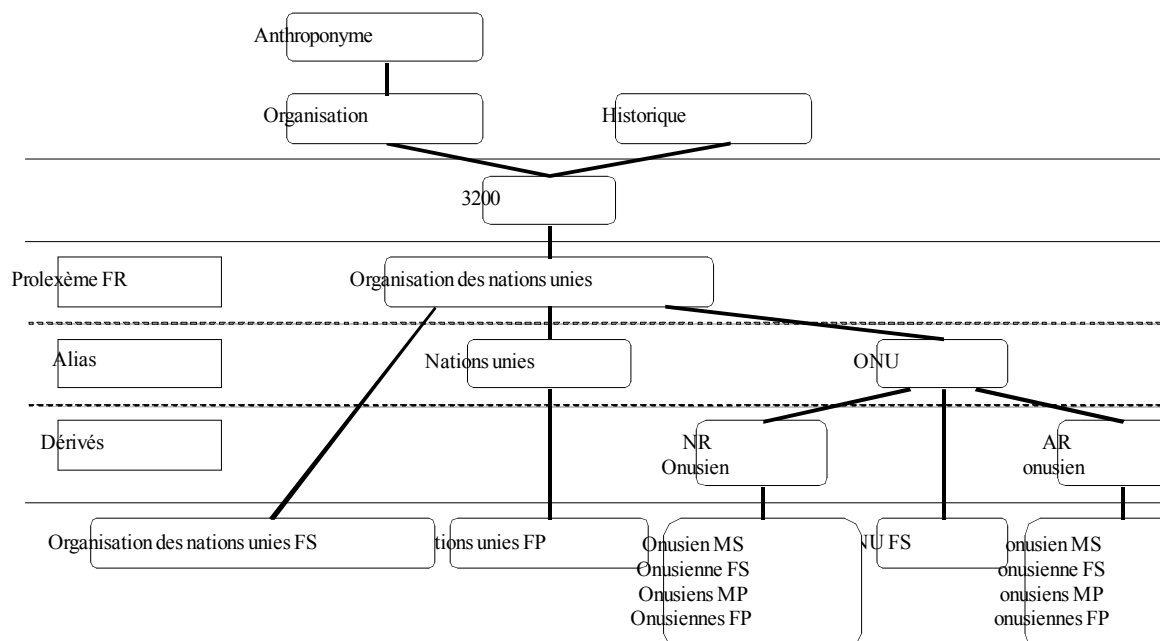 Anthroponyme
Organisation
Historique
3200
Prolexème FR
Organisation des nations unies
Alias
Nations unies
ONU
Dérivés
NR
Onusien
AR
onusien
Organisation des nations unies FS
tions unies FP
Onusien MS
Onusienne FS
Onusiens MP
Onusiennes FP
NU FS
onusien MS
onusienne FS
onusiens MP
onusiennes FP